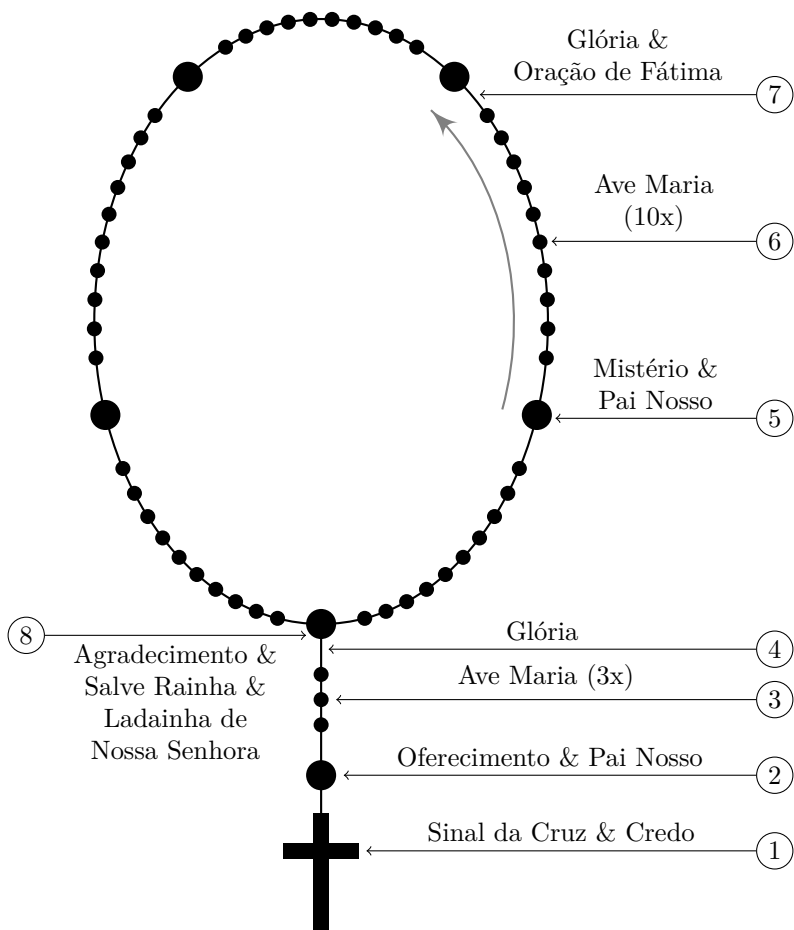 Glória &
Oração de Fátima
7
Ave Maria
(10x)
6
Mistério &
Pai Nosso
5
8
Agradecimento &
Salve Rainha &
Ladainha de
Nossa Senhora
Glória
4
Ave Maria (3x)
3
Oferecimento & Pai Nosso
2
Sinal da Cruz & Credo
1